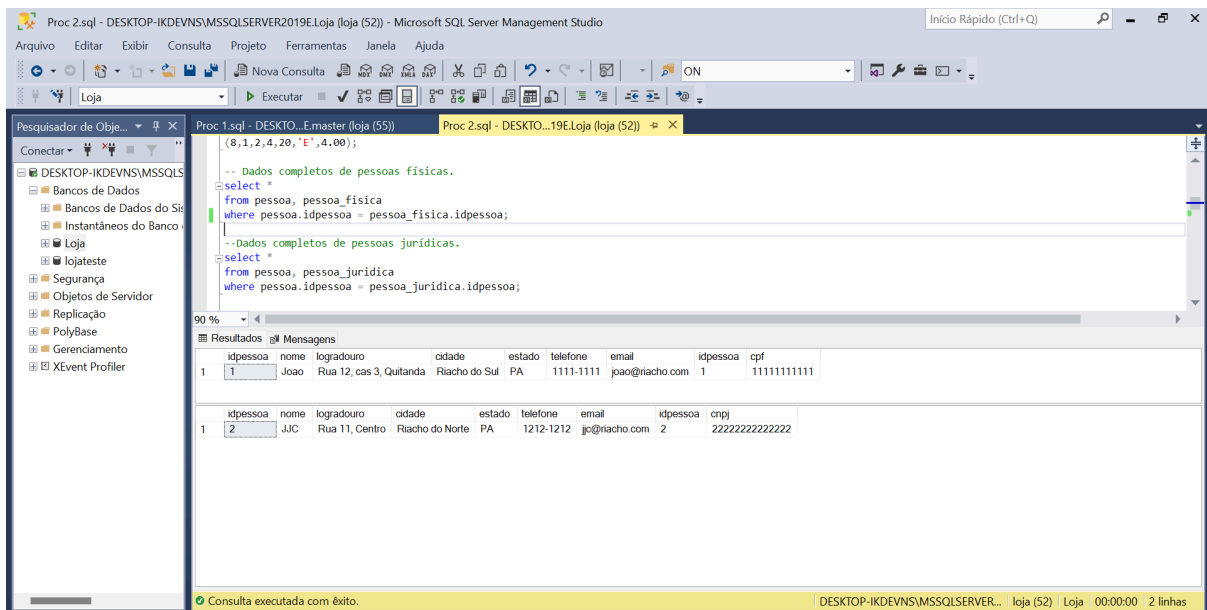 Proc 2.sql - DESKTOP-IKDEVNS\MSSQLSERVER2019E.Loja (loja (52)) - Microsoft SQL Server Management Studio
Início Rápido (Ctrl+Q)
Arquivo Editar Exibir Consulta Projeto Ferramentas Janela Ajuda
Nova Consulta MDX DMX XMLA DAX ON
Loja Executar
Pesquisador de Obje...
Proc 1.sql - DESKTO...E.master (loja (55)) Proc 2.sql - DESKTO...19E.Loja (loja (52))
Conectar
DESKTOP-IKDEVNS\MSSQLS
Bancos de Dados
Bancos de Dados do Sis
Instantâneos do Banco
Loja
lojateste
Segurança
Objetos de Servidor
Replicação
PolyBase
Gerenciamento
XEvent Profiler
(8,1,2,4,20,'E',4.00);
-- Dados completos de pessoas físicas.
select *
from pessoa, pessoa_fisica
where pessoa.idpessoa = pessoa_fisica.idpessoa;
--Dados completos de pessoas jurídicas.
select *
from pessoa, pessoa_juridica
where pessoa.idpessoa = pessoa_juridica.idpessoa;
90 %
Resultados Mensagens
idpessoa nome logradouro cidade estado telefone email idpessoa cpf
1 1 Joao Rua 12, cas 3, Quitanda Riacho do Sul PA 1111-1111 joao@riacho.com 1 11111111111
idpessoa nome logradouro cidade estado telefone email idpessoa cnpj
1 2 JJC Rua 11, Centro Riacho do Norte PA 1212-1212 jjc@riacho.com 2 22222222222222
Consulta executada com êxito.
DESKTOP-IKDEVNS\MSSQLSERVER... loja (52) Loja 00:00:00 2 linhas